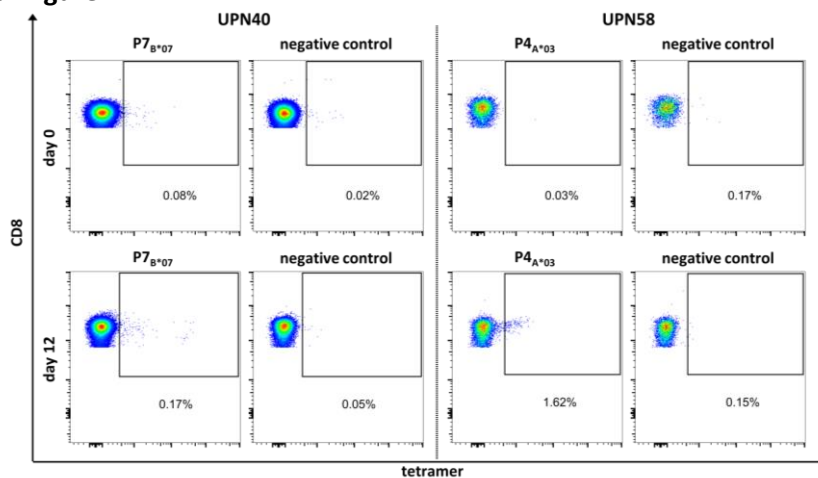 UPN40 UPN58
P7B*07 negative control P4A*03 negative control
day 0
0.08% 0.02% 0.03% 0.17%
CD8
P7B*07 negative control P4A*03 negative control
day 12
0.17% 0.05% 1.62% 0.15%
tetramer